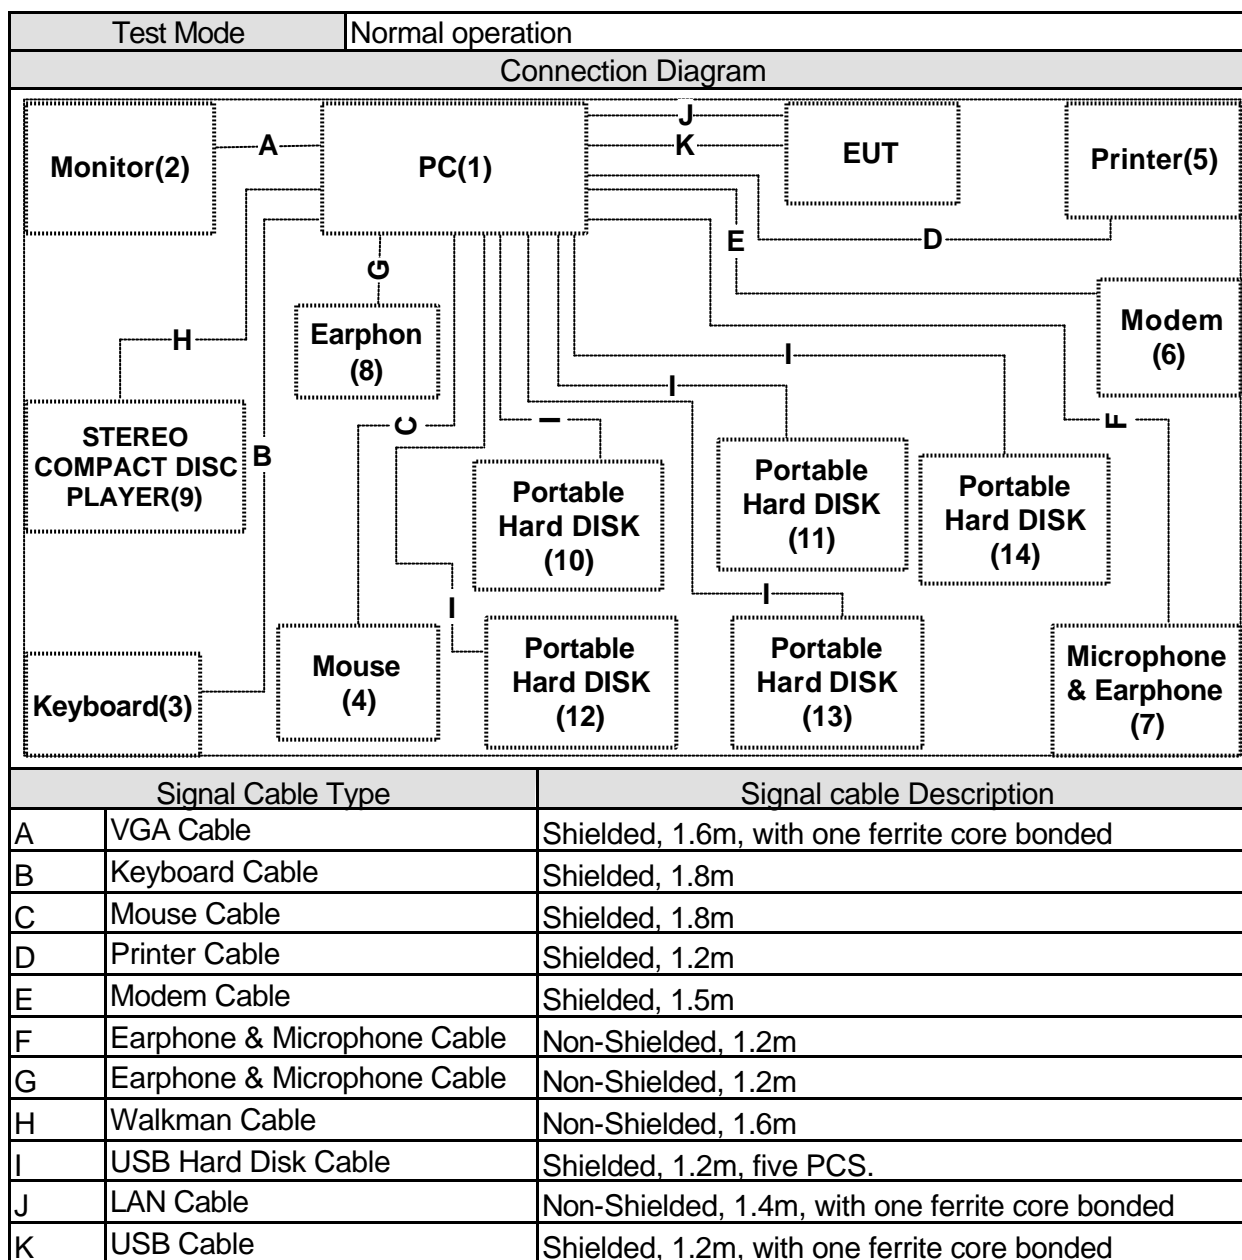 Test Mode Normal operation
Connection Diagram
Monitor(2)
A
PC(1)
J
K
EUT
Printer(5)
E
D
G
H
Earphon
(8)
Modem
(6)
I
I
C
I
F
STEREO
COMPACT DISC
PLAYER(9)
B
Portable
Hard DISK
(10)
Portable
Hard DISK
(11)
Portable
Hard DISK
(14)
I
I
Keyboard(3)
Mouse
(4)
Portable
Hard DISK
(12)
Portable
Hard DISK
(13)
Microphone
& Earphone
(7)
Signal Cable Type Signal cable Description
A VGA Cable Shielded, 1.6m, with one ferrite core bonded
B Keyboard Cable Shielded, 1.8m
C Mouse Cable Shielded, 1.8m
D Printer Cable Shielded, 1.2m
E Modem Cable Shielded, 1.5m
F Earphone & Microphone Cable Non-Shielded, 1.2m
G Earphone & Microphone Cable Non-Shielded, 1.2m
H Walkman Cable Non-Shielded, 1.6m
I USB Hard Disk Cable Shielded, 1.2m, five PCS.
J LAN Cable Non-Shielded, 1.4m, with one ferrite core bonded
K USB Cable Shielded, 1.2m, with one ferrite core bonded